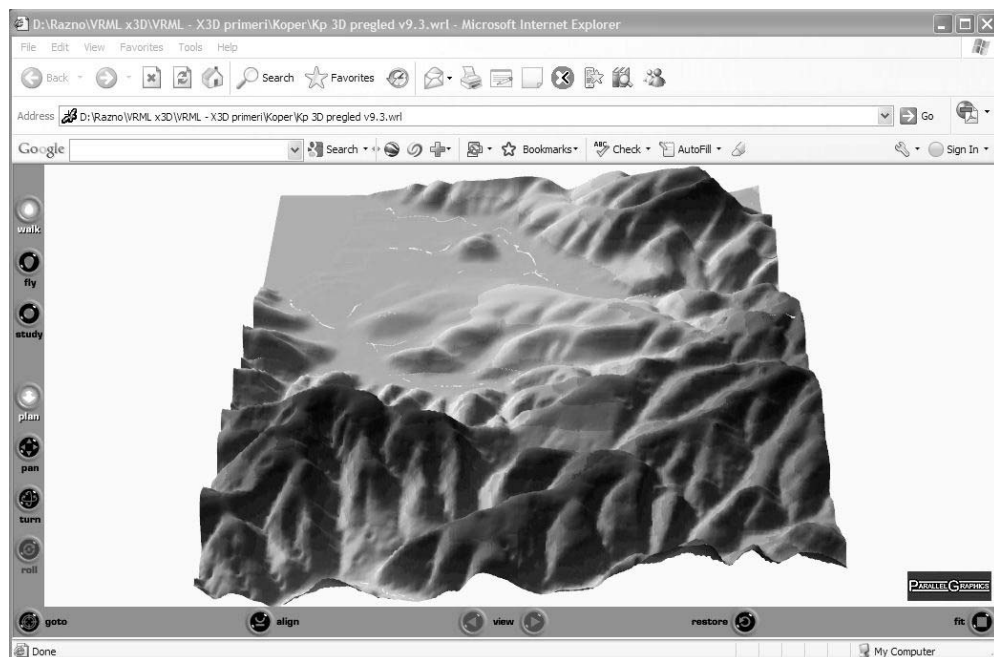 D:\Razno\VRML x3D\VRML - X3D primeri\Koper\Kp 3D pregled v9.3.wrl - Microsoft Internet Explorer
File Edit View Favorites Tools Help
Back Search Favorites
Address D:\Razno\VRML x3D\VRML - X3D primeri\Koper\Kp 3D pregled v9.3.wrl Go
Google Search Bookmarks ABC Check AutoFill Sign In
walk
fly
study
plan
pan
turn
roll
PARALLELGRAPHICS
goto align view restore fit
Done My Computer